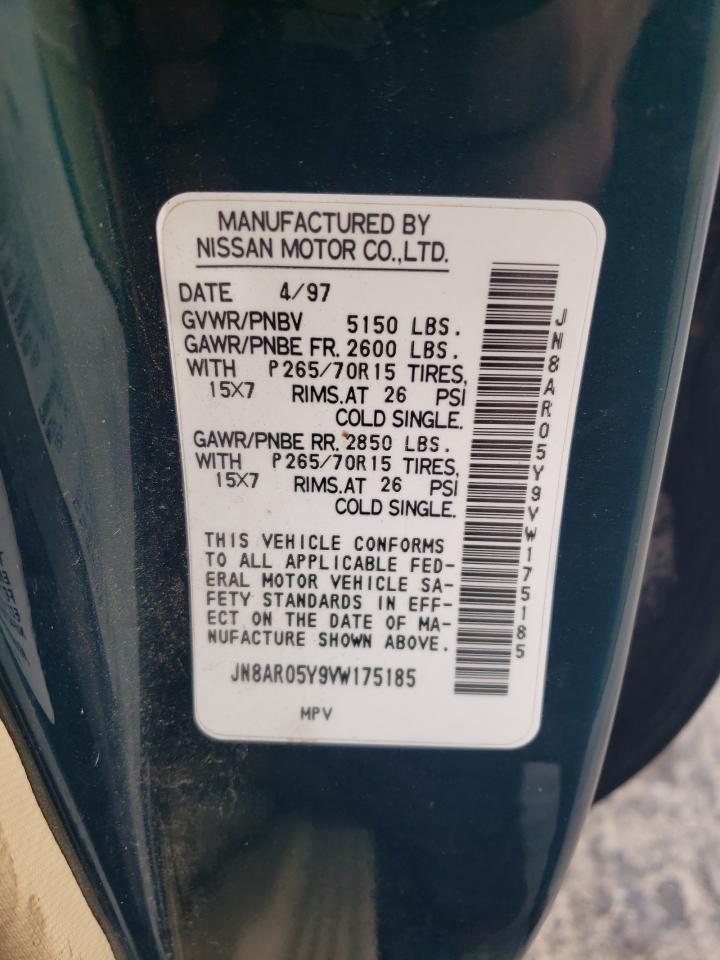 MANUFACTURED BY
NISSAN MOTOR CO.,LTD.
DATE 4/97
GVWR/PNBV 5150 LBS.
GAWR/PNBE FR. 2600 LBS.
WITH P265/70R15 TIRES,
15X7 RIMS.AT 26 PSI
COLD SINGLE.
GAWR/PNBE RR. 2850 LBS.
WITH P265/70R15 TIRES,
15X7 RIMS.AT 26 PSI
COLD SINGLE.
THIS VEHICLE CONFORMS
TO ALL APPLICABLE FED-
ERAL MOTOR VEHICLE SA-
FETY STANDARDS IN EFF-
ECT ON THE DATE OF MA-
NUFACTURE SHOWN ABOVE.
JN8AR05Y9VW175185
MPV
JN8AR05Y9VW175185